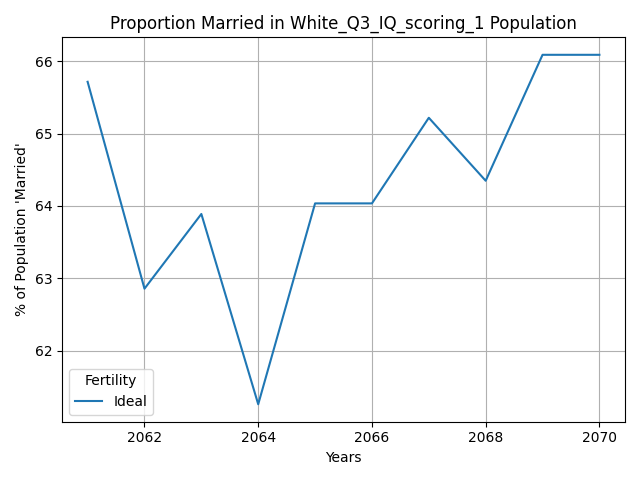 Proportion Married in White_Q3_IQ_scoring_1 Population
% of Population 'Married'
66
65
64
63
62
Fertility
Ideal
2062 2064 2066 2068 2070
Years